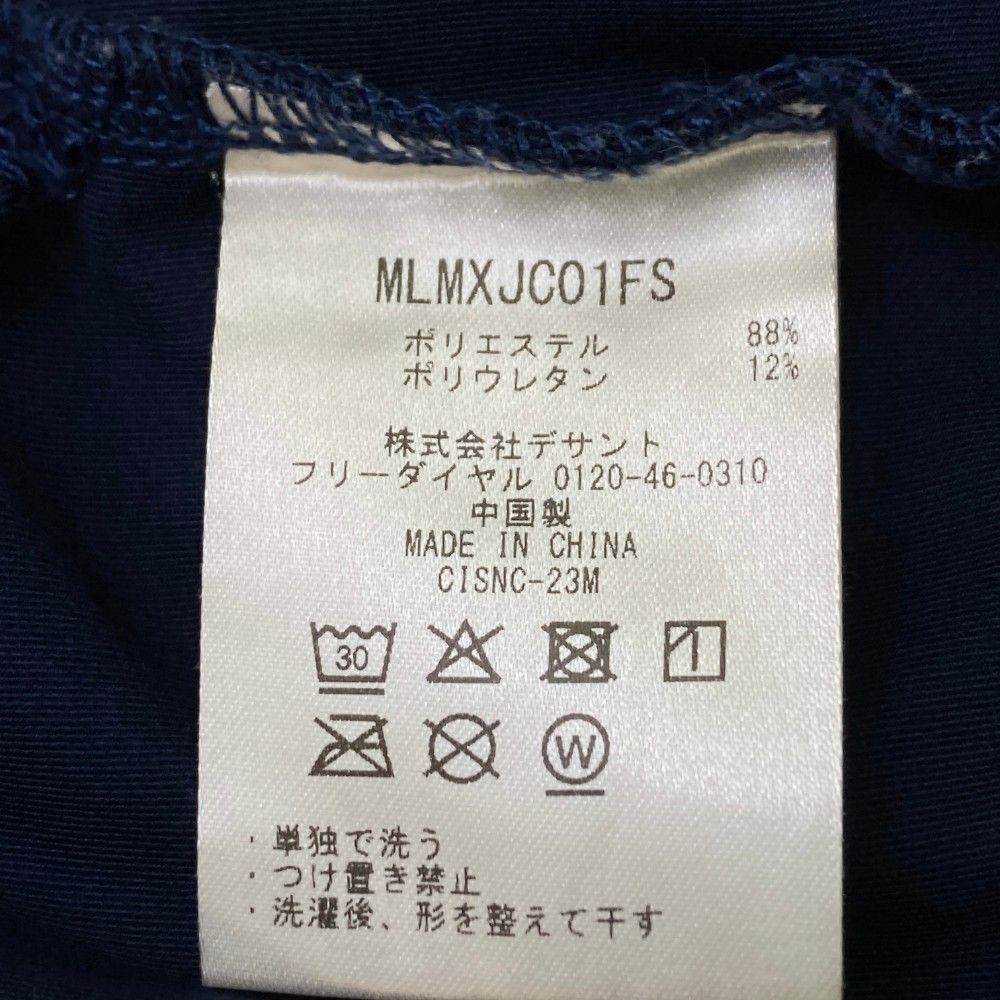 MLMXJC01FS
ポリエステル 88%
ポリウレタン 12%
株式会社デサント
フリーダイヤル 0120-46-0310
中国製
MADE IN CHINA
CISNC-23M
30
W
・単独で洗う
・つけ置き禁止
・洗濯後、形を整えて干す